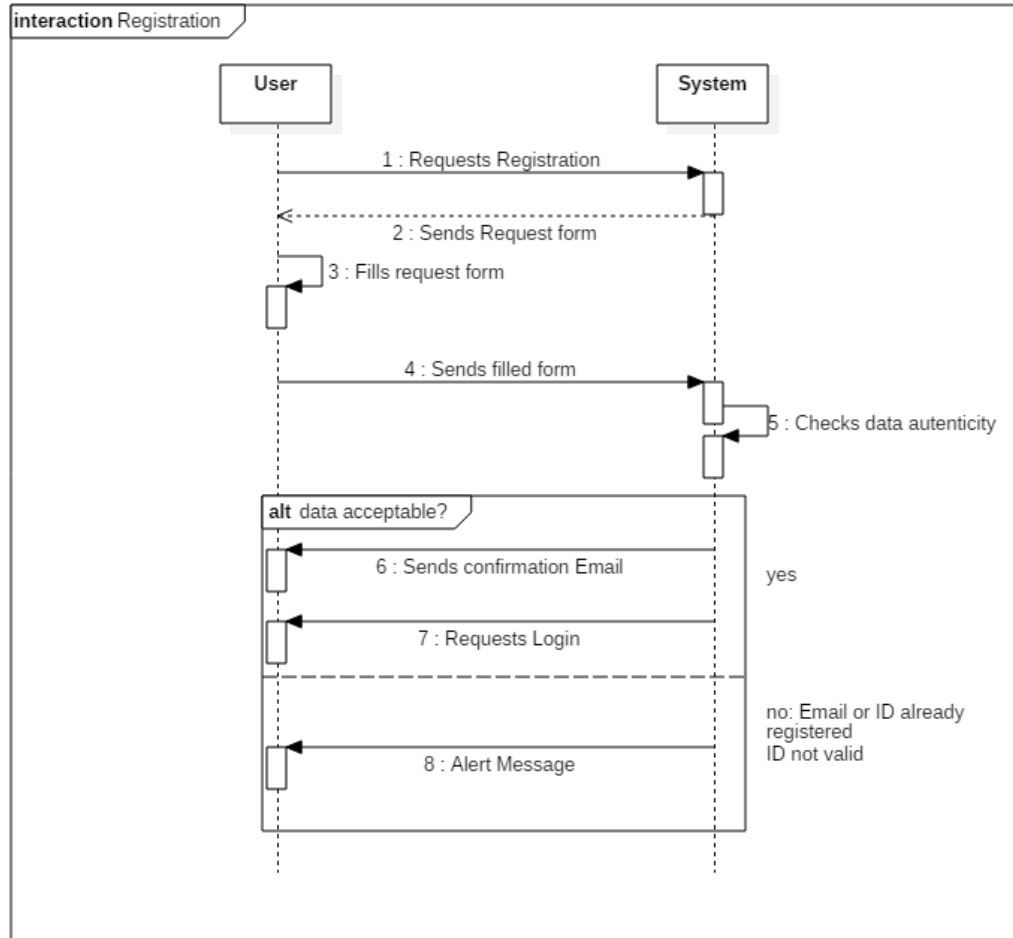 interaction Registration
User
System
1 : Requests Registration
2 : Sends Request form
3 : Fills request form
4 : Sends filled form
5 : Checks data autenticity
alt data acceptable?
6 : Sends confirmation Email
yes
7 : Requests Login
no: Email or ID already
registered
ID not valid
8 : Alert Message